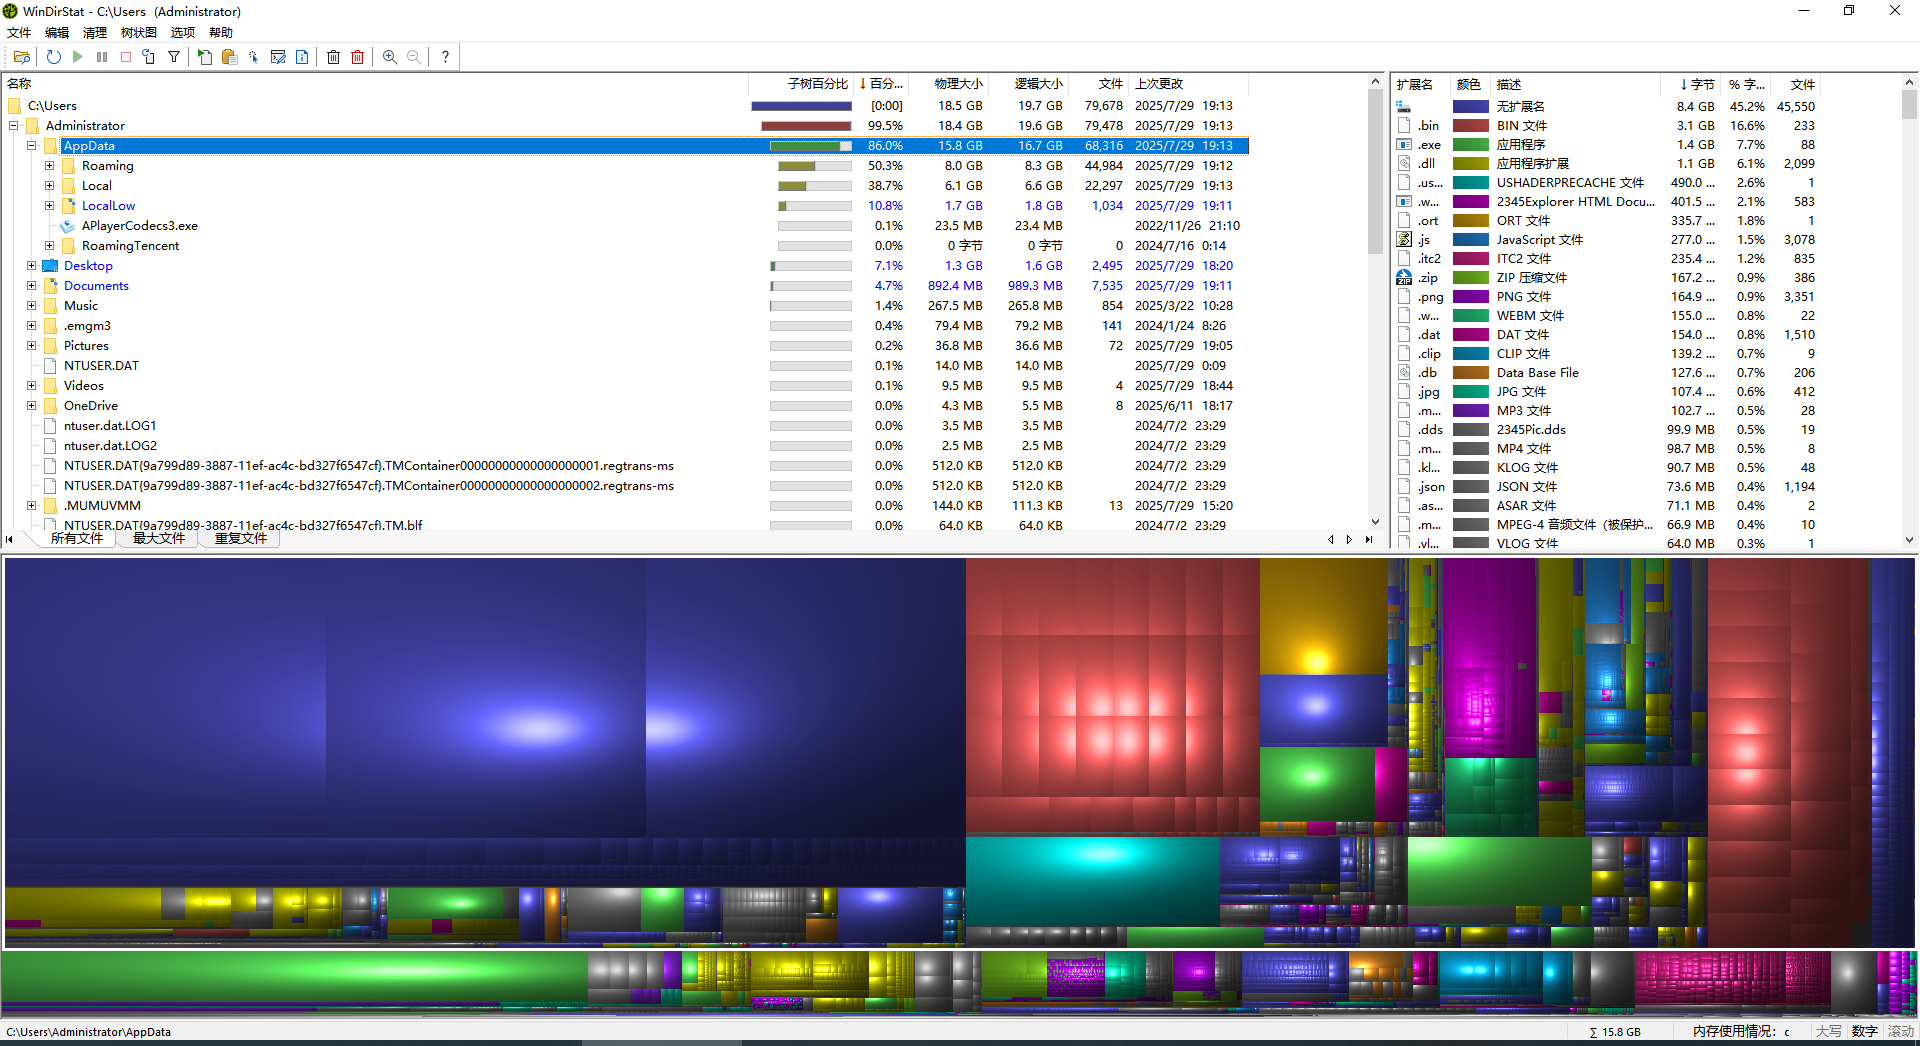 WinDirStat - C:\Users  (Administrator)
文件 编辑 清理 树状图 选项 帮助
名称 子树百分比 ↓百分... 物理大小 逻辑大小 文件 上次更改
C:\Users [0:00] 18.5 GB 19.7 GB 79,678 2025/7/29 19:13
Administrator 99.5% 18.4 GB 19.6 GB 79,478 2025/7/29 19:13
AppData 86.0% 15.8 GB 16.7 GB 68,316 2025/7/29 19:13
Roaming 50.3% 8.0 GB 8.3 GB 44,984 2025/7/29 19:12
Local 38.7% 6.1 GB 6.6 GB 22,297 2025/7/29 19:13
LocalLow 10.8% 1.7 GB 1.8 GB 1,034 2025/7/29 19:11
APlayerCodecs3.exe 0.1% 23.5 MB 23.4 MB 2022/11/26 21:10
RoamingTencent 0.0% 0 字节 0 字节 0 2024/7/16 0:14
Desktop 7.1% 1.3 GB 1.6 GB 2,495 2025/7/29 18:20
Documents 4.7% 892.4 MB 989.3 MB 7,535 2025/7/29 19:11
Music 1.4% 267.5 MB 265.8 MB 854 2025/3/22 10:28
.emgm3 0.4% 79.4 MB 79.2 MB 141 2024/1/24 8:26
Pictures 0.2% 36.8 MB 36.6 MB 72 2025/7/29 19:05
NTUSER.DAT 0.1% 14.0 MB 14.0 MB 2025/7/29 0:09
Videos 0.1% 9.5 MB 9.5 MB 4 2025/7/29 18:44
OneDrive 0.0% 4.3 MB 5.5 MB 8 2025/6/11 18:17
ntuser.dat.LOG1 0.0% 3.5 MB 3.5 MB 2024/7/2 23:29
ntuser.dat.LOG2 0.0% 2.5 MB 2.5 MB 2024/7/2 23:29
NTUSER.DAT{9a799d89-3887-11ef-ac4c-bd327f6547cf}.TMContainer00000000000000000001.regtrans-ms 0.0% 512.0 KB 512.0 KB 2024/7/2 23:29
NTUSER.DAT{9a799d89-3887-11ef-ac4c-bd327f6547cf}.TMContainer00000000000000000002.regtrans-ms 0.0% 512.0 KB 512.0 KB 2024/7/2 23:29
.MUMUVMM 0.0% 144.0 KB 111.3 KB 13 2025/7/29 15:20
NTUSER.DAT{9a799d89-3887-11ef-ac4c-bd327f6547cf}.TM.blf 0.0% 64.0 KB 64.0 KB 2024/7/2 23:29
所有文件 最大文件 重复文件
扩展名 颜色 描述 ↓字节 % 字... 文件
无扩展名 8.4 GB 45.2% 45,550
.bin BIN 文件 3.1 GB 16.6% 233
.exe 应用程序 1.4 GB 7.7% 88
.dll 应用程序扩展 1.1 GB 6.1% 2,099
.us... USHADERPRECACHE 文件 490.0 ... 2.6% 1
.w... 2345Explorer HTML Docu... 401.5 ... 2.1% 583
.ort ORT 文件 335.7 ... 1.8% 1
.js JavaScript 文件 277.0 ... 1.5% 3,078
.itc2 ITC2 文件 235.4 ... 1.2% 835
.zip ZIP 压缩文件 167.2 ... 0.9% 386
.png PNG 文件 164.9 ... 0.9% 3,351
.w... WEBM 文件 155.0 ... 0.8% 22
.dat DAT 文件 154.0 ... 0.8% 1,510
.clip CLIP 文件 139.2 ... 0.7% 9
.db Data Base File 127.6 ... 0.7% 206
.jpg JPG 文件 107.4 ... 0.6% 412
.m... MP3 文件 102.7 ... 0.5% 28
.dds 2345Pic.dds 99.9 MB 0.5% 19
.m... MP4 文件 98.7 MB 0.5% 8
.kl... KLOG 文件 90.7 MB 0.5% 48
.json JSON 文件 73.6 MB 0.4% 1,194
.as... ASAR 文件 71.1 MB 0.4% 2
.m... MPEG-4 音频文件（被保护... 66.9 MB 0.4% 10
.vl... VLOG 文件 64.0 MB 0.3% 1
C:\Users\Administrator\AppData ∑ 15.8 GB 内存使用情况： c 大写 数字 滚动